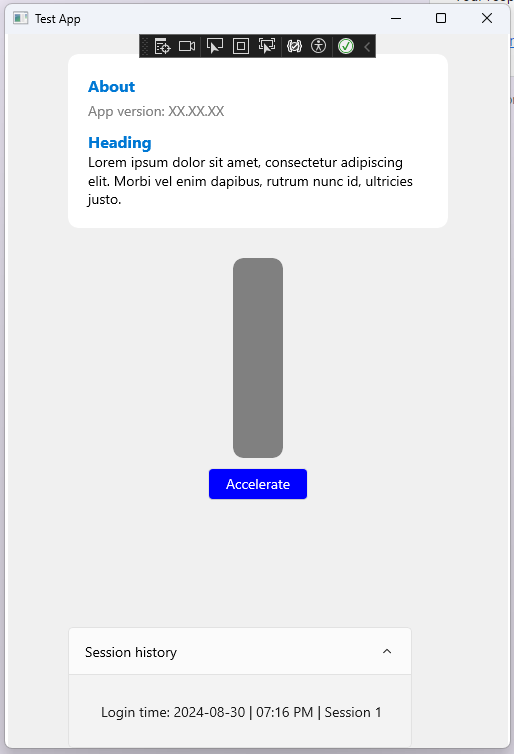 Test App
About
App version: XX.XX.XX
Heading
Lorem ipsum dolor sit amet, consectetur adipiscing
elit. Morbi vel enim dapibus, rutrum nunc id, ultricies
justo.
Accelerate
Session history
Login time: 2024-08-30 | 07:16 PM | Session 1